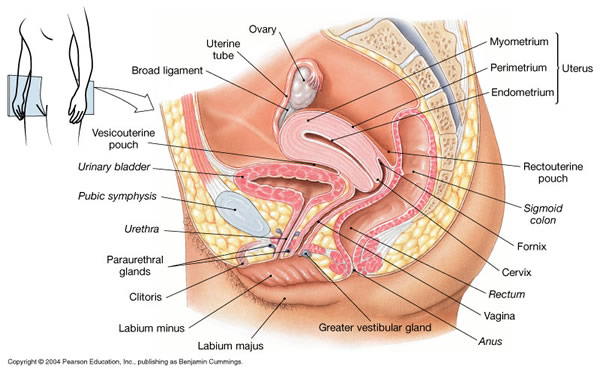 Ovary
Uterine
tube
Broad ligament
Vesicouterine
pouch
Urinary bladder
Pubic symphysis
Urethra
Paraurethral
glands
Clitoris
Labium minus
Labium majus
Myometrium
Perimetrium
Endometrium
Uterus
Rectouterine
pouch
Sigmoid
colon
Fornix
Cervix
Rectum
Vagina
Anus
Greater vestibular gland
Copyright © 2004 Pearson Education, Inc., publishing as Benjamin Cummings.